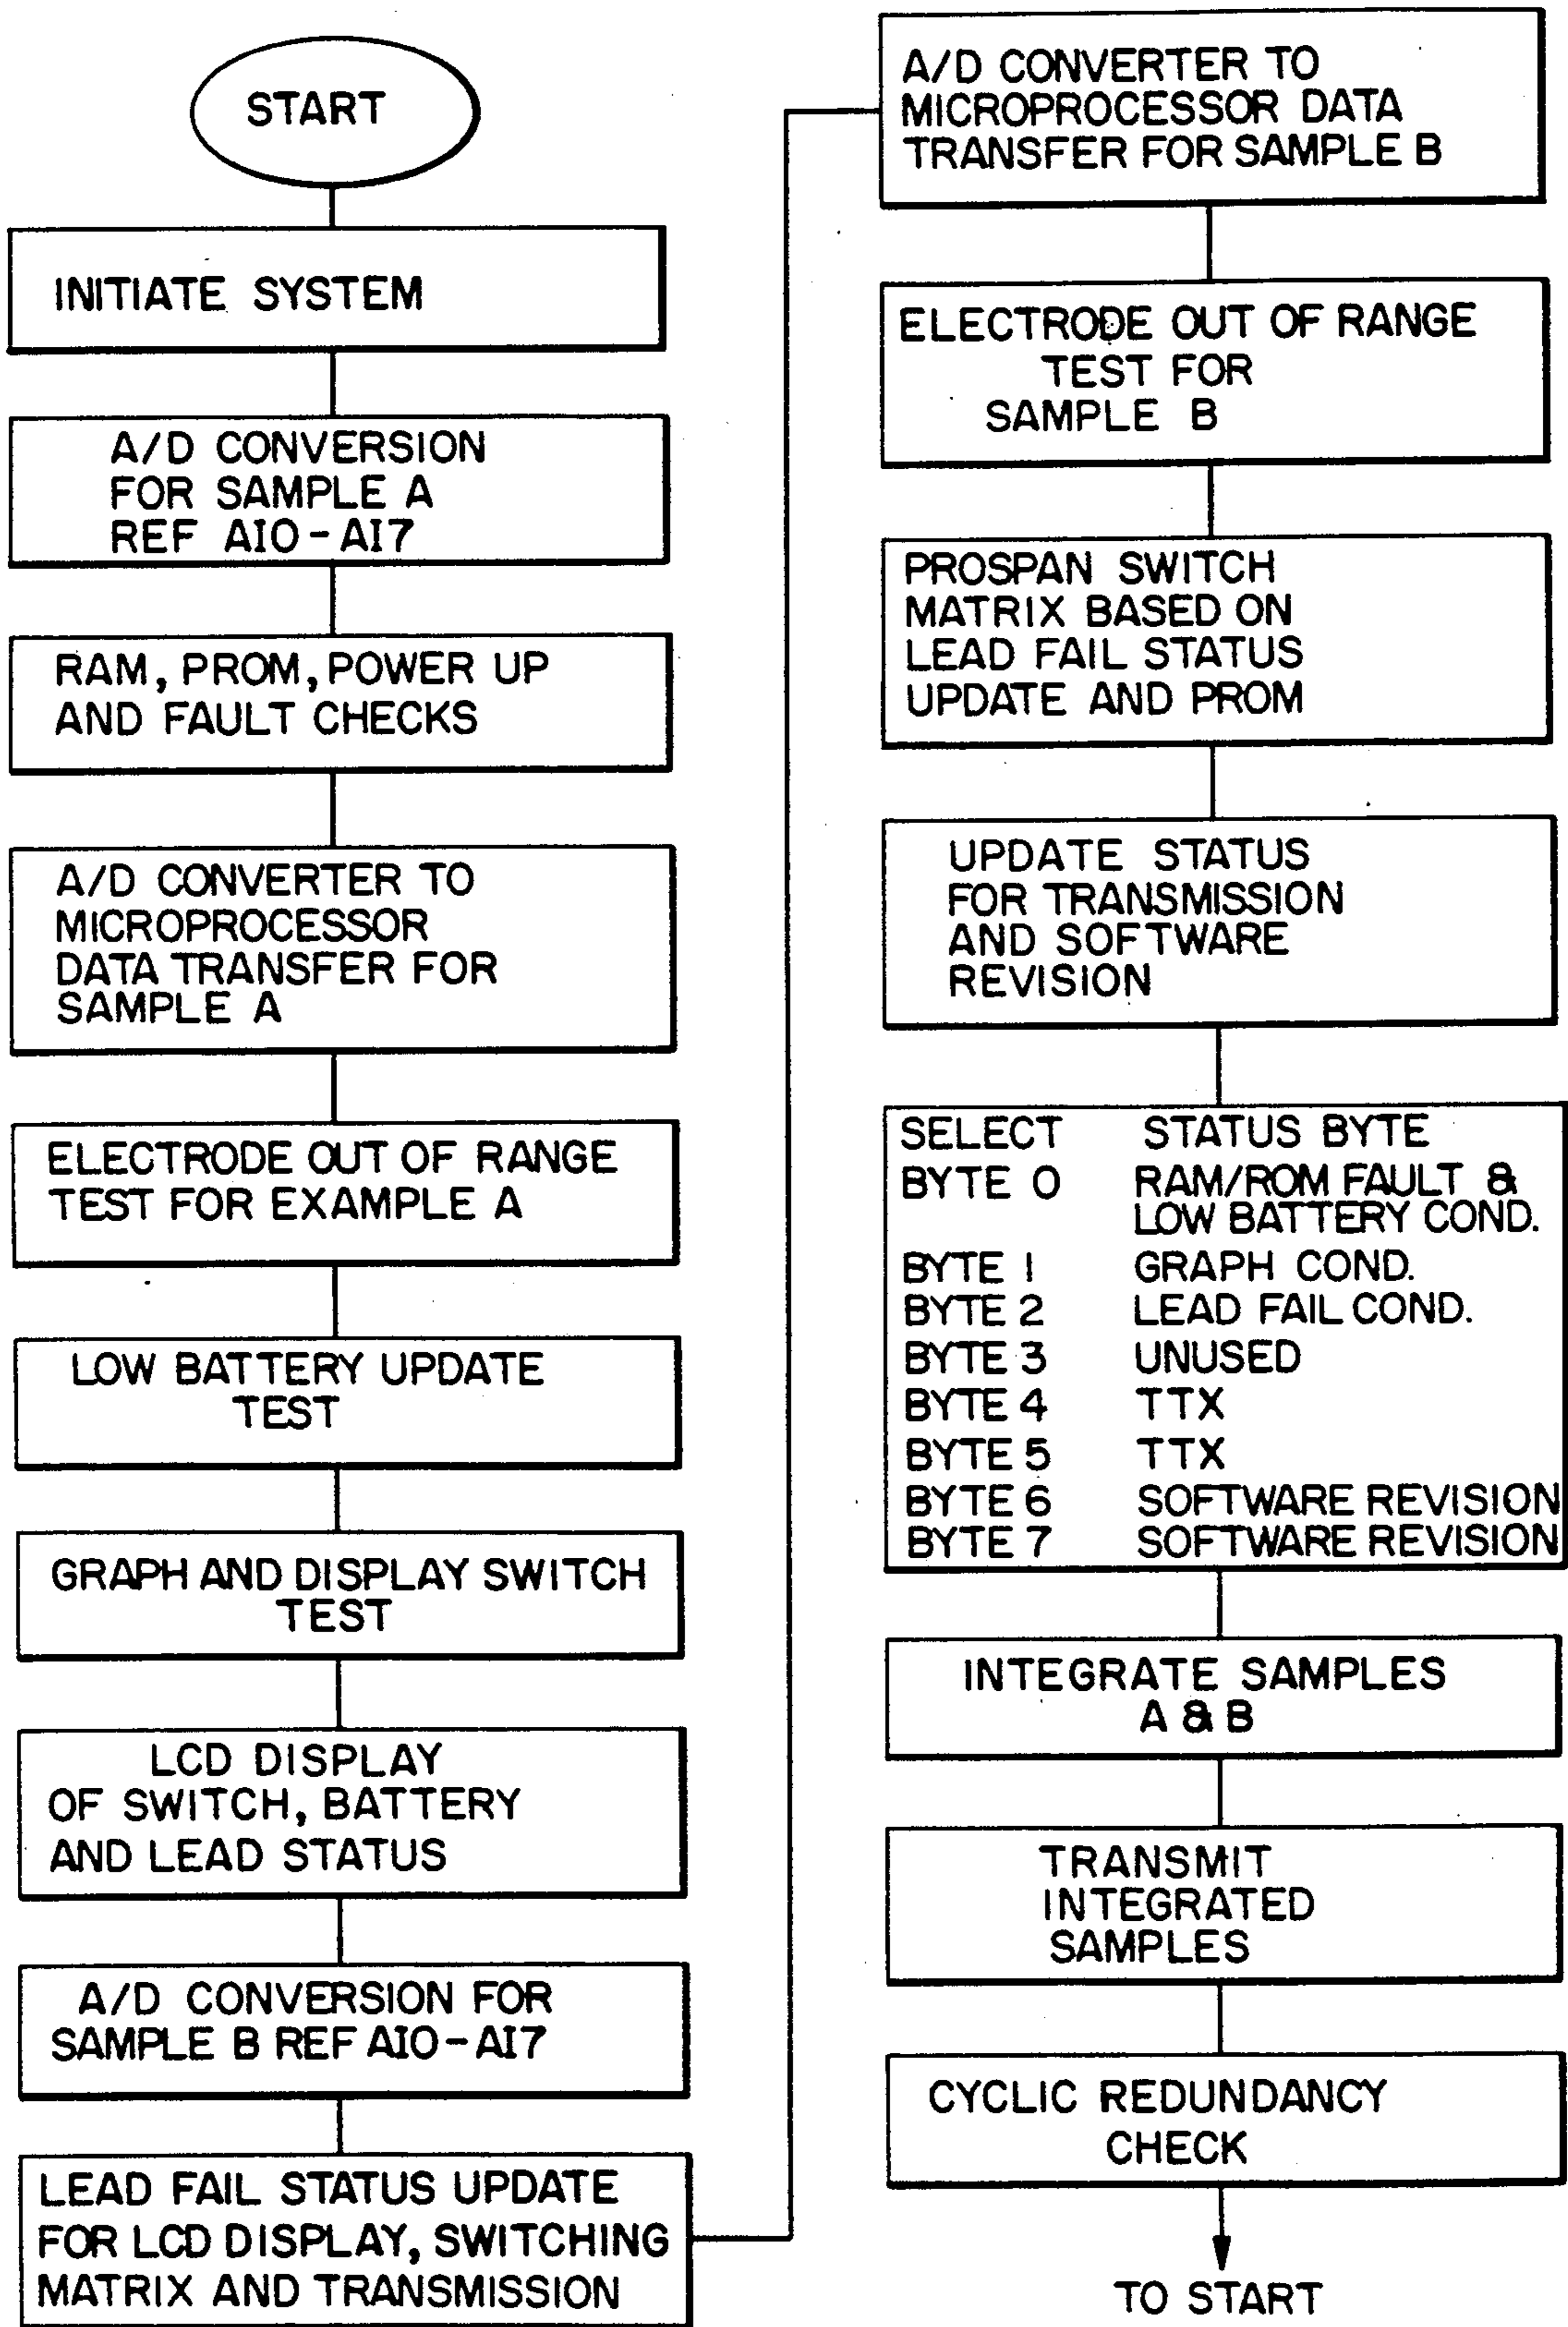 START
INITIATE SYSTEM
A/D CONVERSION
FOR SAMPLE A
REF AI0-AI7
RAM, PROM, POWER UP
AND FAULT CHECKS
A/D CONVERTER TO
MICROPROCESSOR
DATA TRANSFER FOR
SAMPLE A
ELECTRODE OUT OF RANGE
TEST FOR EXAMPLE A
LOW BATTERY UPDATE
TEST
GRAPH AND DISPLAY SWITCH
TEST
LCD DISPLAY
OF SWITCH, BATTERY
AND LEAD STATUS
A/D CONVERSION FOR
SAMPLE B REF AI0-AI7
LEAD FAIL STATUS UPDATE
FOR LCD DISPLAY, SWITCHING
MATRIX AND TRANSMISSION
A/D CONVERTER TO
MICROPROCESSOR DATA
TRANSFER FOR SAMPLE B
ELECTRODE OUT OF RANGE
TEST FOR
SAMPLE B
PROSPAN SWITCH
MATRIX BASED ON
LEAD FAIL STATUS
UPDATE AND PROM
UPDATE STATUS
FOR TRANSMISSION
AND SOFTWARE
REVISION
SELECT STATUS BYTE
BYTE 0 RAM/ROM FAULT &
LOW BATTERY COND.
BYTE 1 GRAPH COND.
BYTE 2 LEAD FAIL COND.
BYTE 3 UNUSED
BYTE 4 TTX
BYTE 5 TTX
BYTE 6 SOFTWARE REVISION
BYTE 7 SOFTWARE REVISION
INTEGRATE SAMPLES
A & B
TRANSMIT
INTEGRATED
SAMPLES
CYCLIC REDUNDANCY
CHECK
TO START